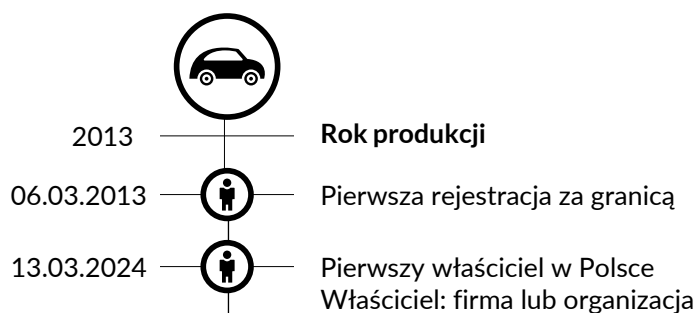 2013 Rok produkcji
06.03.2013 Pierwsza rejestracja za granicą
13.03.2024 Pierwszy właściciel w Polsce
Właściciel: firma lub organizacja